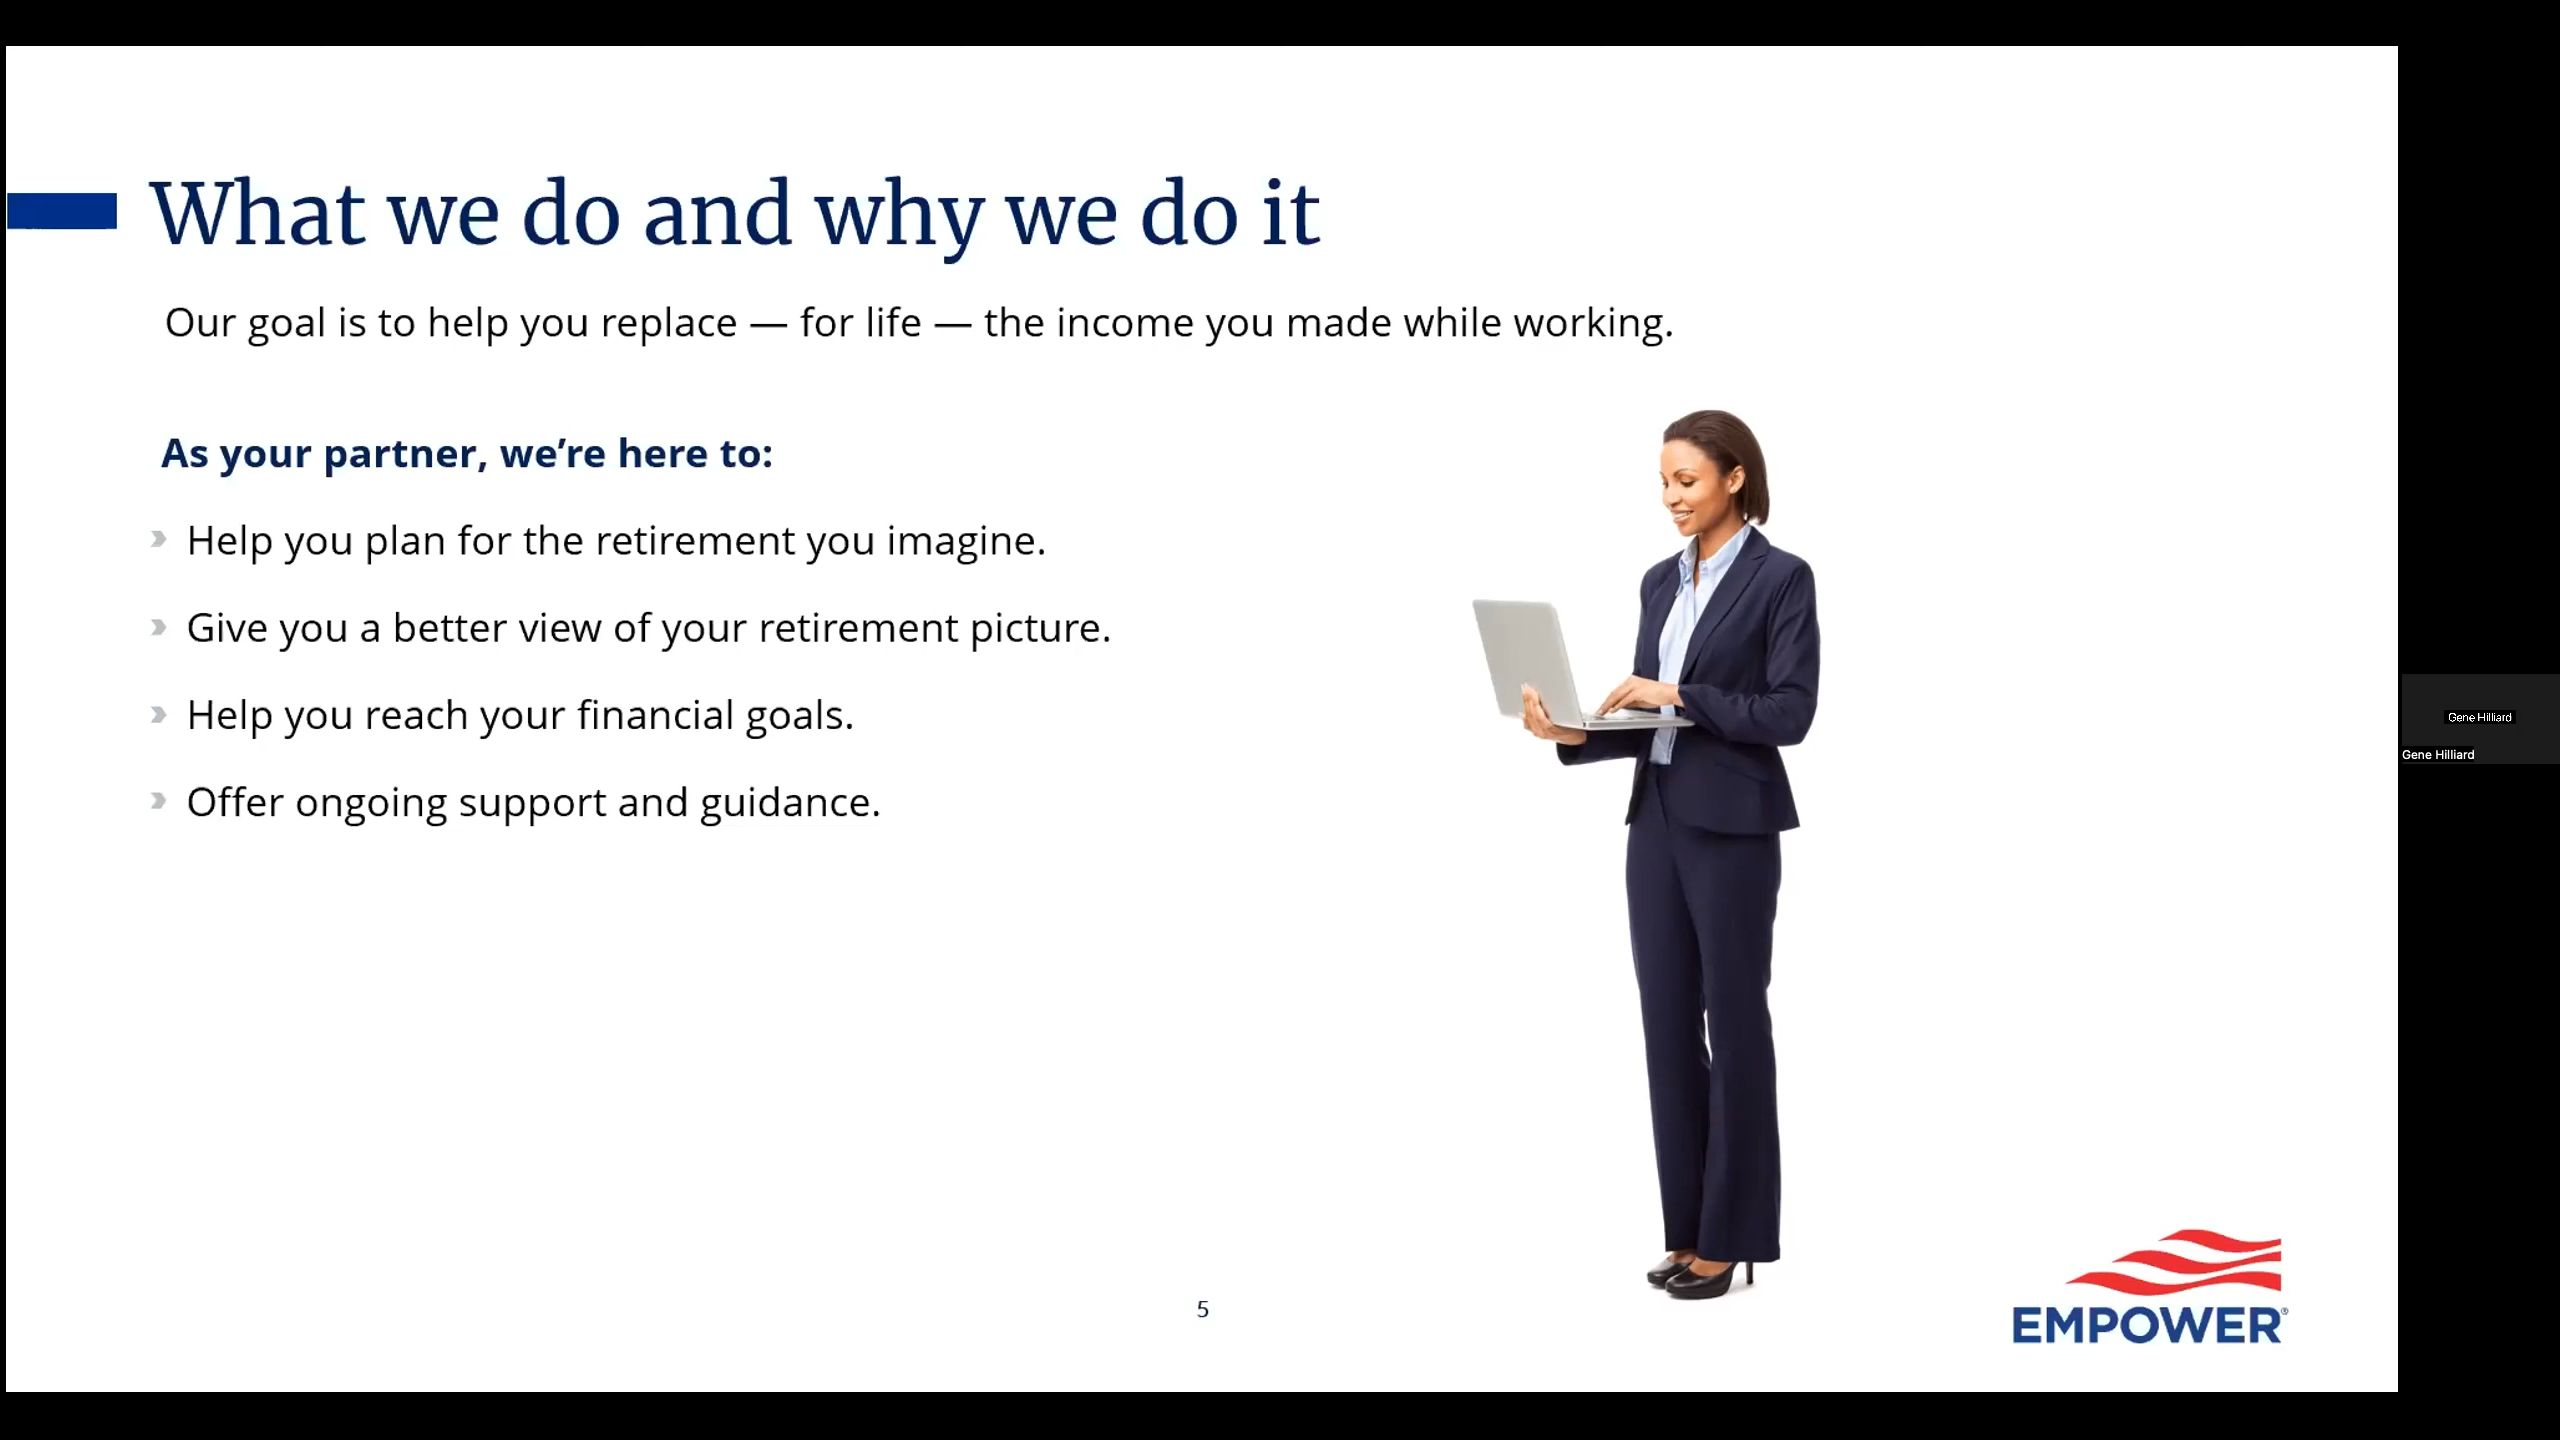 What we do and why we do it
Our goal is to help you replace — for life — the income you made while working.
As your partner, we’re here to:
» Help you plan for the retirement you imagine.
» Give you a better view of your retirement picture.
» Help you reach your financial goals.
» Offer ongoing support and guidance.
Gene Hilliard
Gene Hilliard
5
EMPOWER®